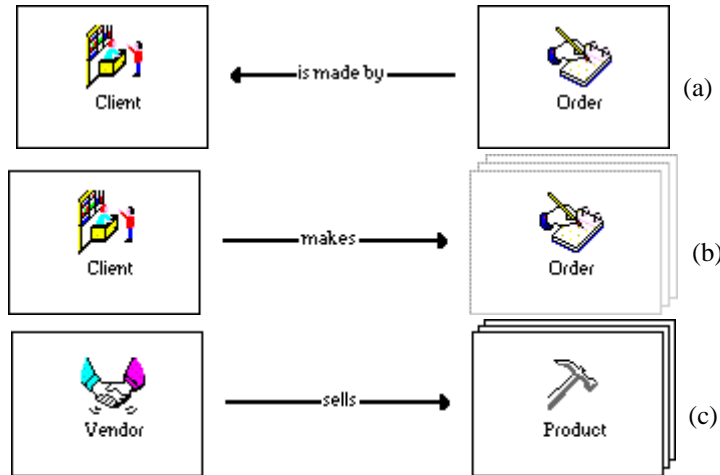 Client
is made by
Order
(a)
Client
makes
Order
(b)
Vendor
sells
Product
(c)